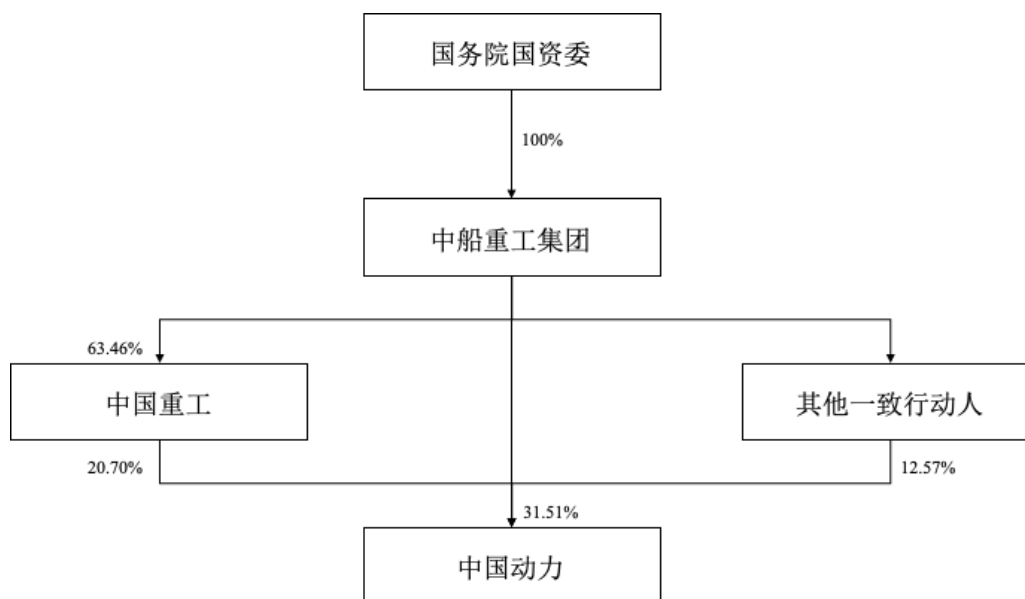 国务院国资委
100%
中船重工集团
63.46%
中国重工
其他一致行动人
20.70%
12.57%
31.51%
中国动力